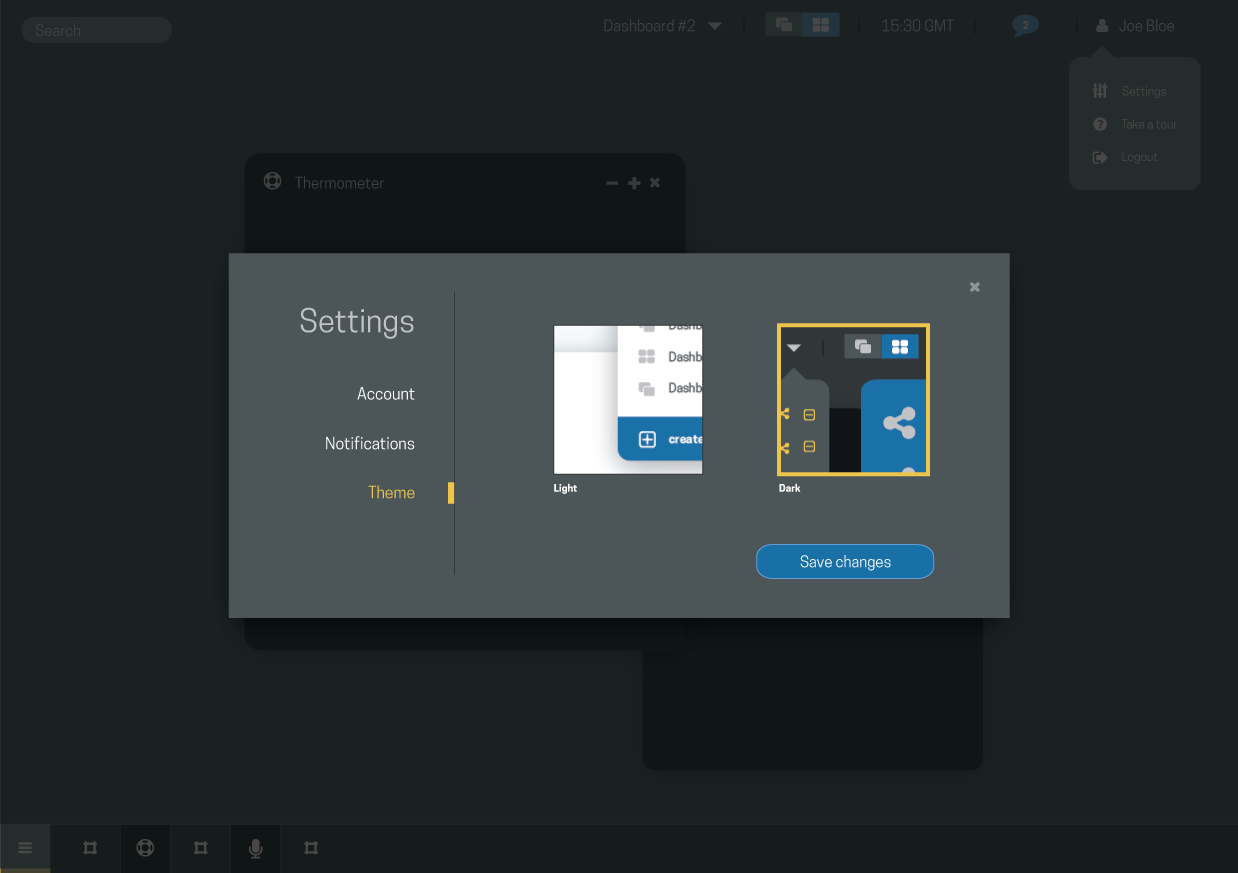 Search
Dashboard #2
15:30 GMT
2
Joe Bloe
Settings
Take a tour
Logout
Thermometer
Settings
Account
Notifications
Theme
Dashb
Dashb
Dashb
create
Light
Dark
Save changes